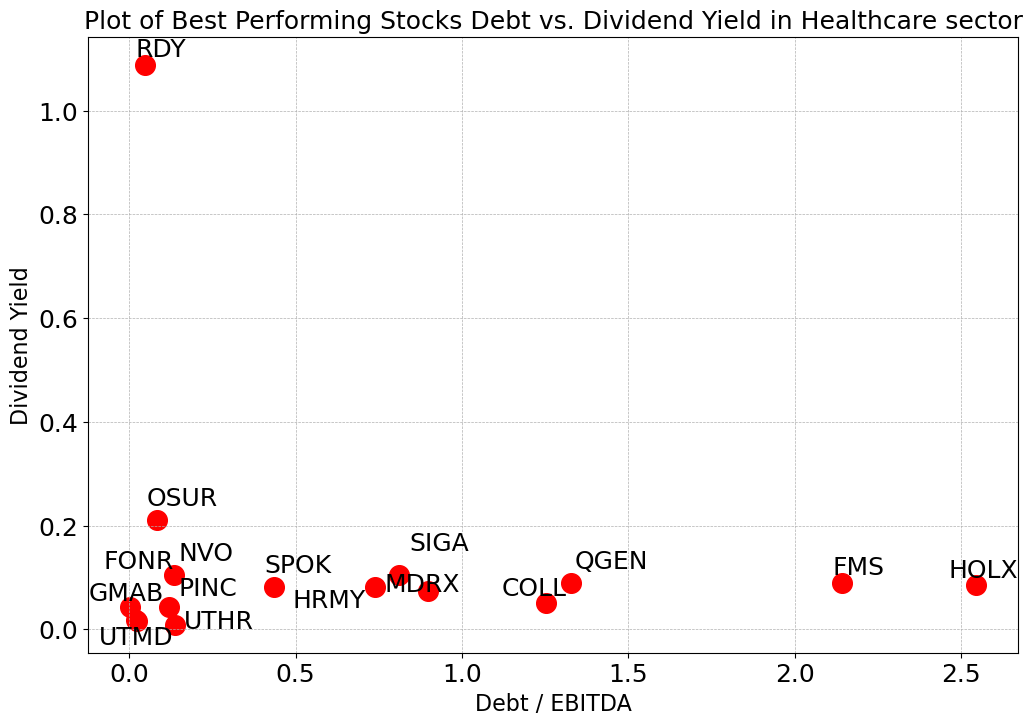 Plot of Best Performing Stocks Debt vs. Dividend Yield in Healthcare sector
RDY
1.0
0.8
0.6
Dividend Yield
0.4
OSUR
0.2
SIGA
FONR NVO
SPOK
QGEN
FMS
HOLX
GMAB PINC
MDRX
COLL
HRMY
UTHR
0.0
UTMD
0.0 0.5 1.0 1.5 2.0 2.5
Debt / EBITDA